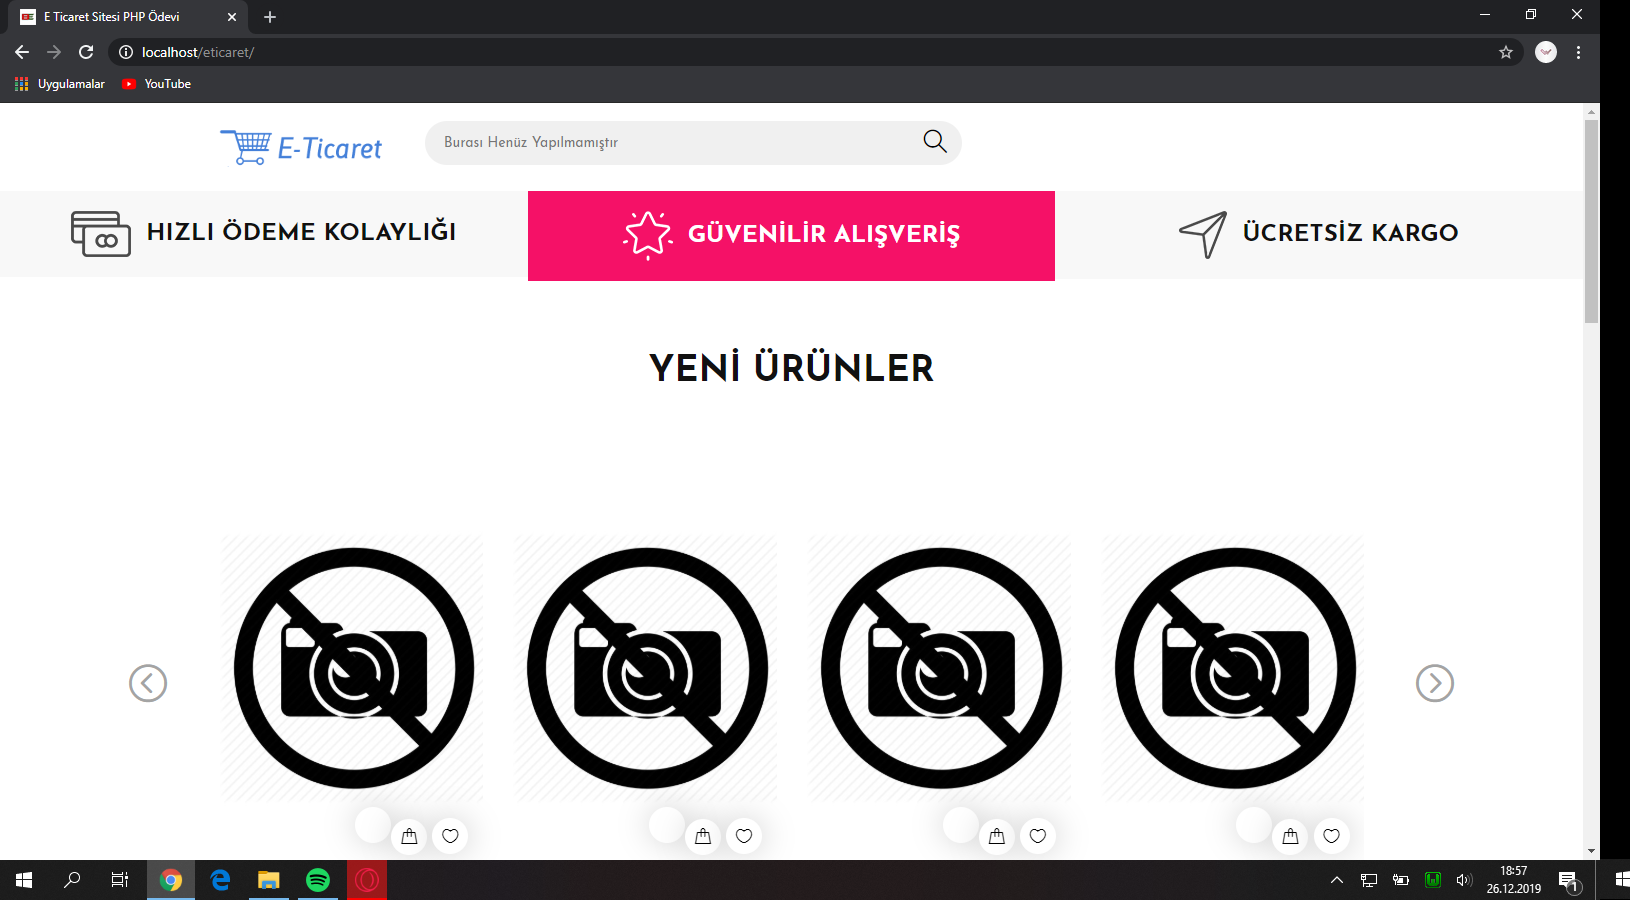 E Ticaret Sitesi PHP Ödevi
localhost/eticaret/
Uygulamalar YouTube
E-Ticaret
Burası Henüz Yapılmamıştır
HIZLI ÖDEME KOLAYLIĞI
GÜVENİLİR ALIŞVERİŞ
ÜCRETSİZ KARGO
YENİ ÜRÜNLER
18:57
26.12.2019
1